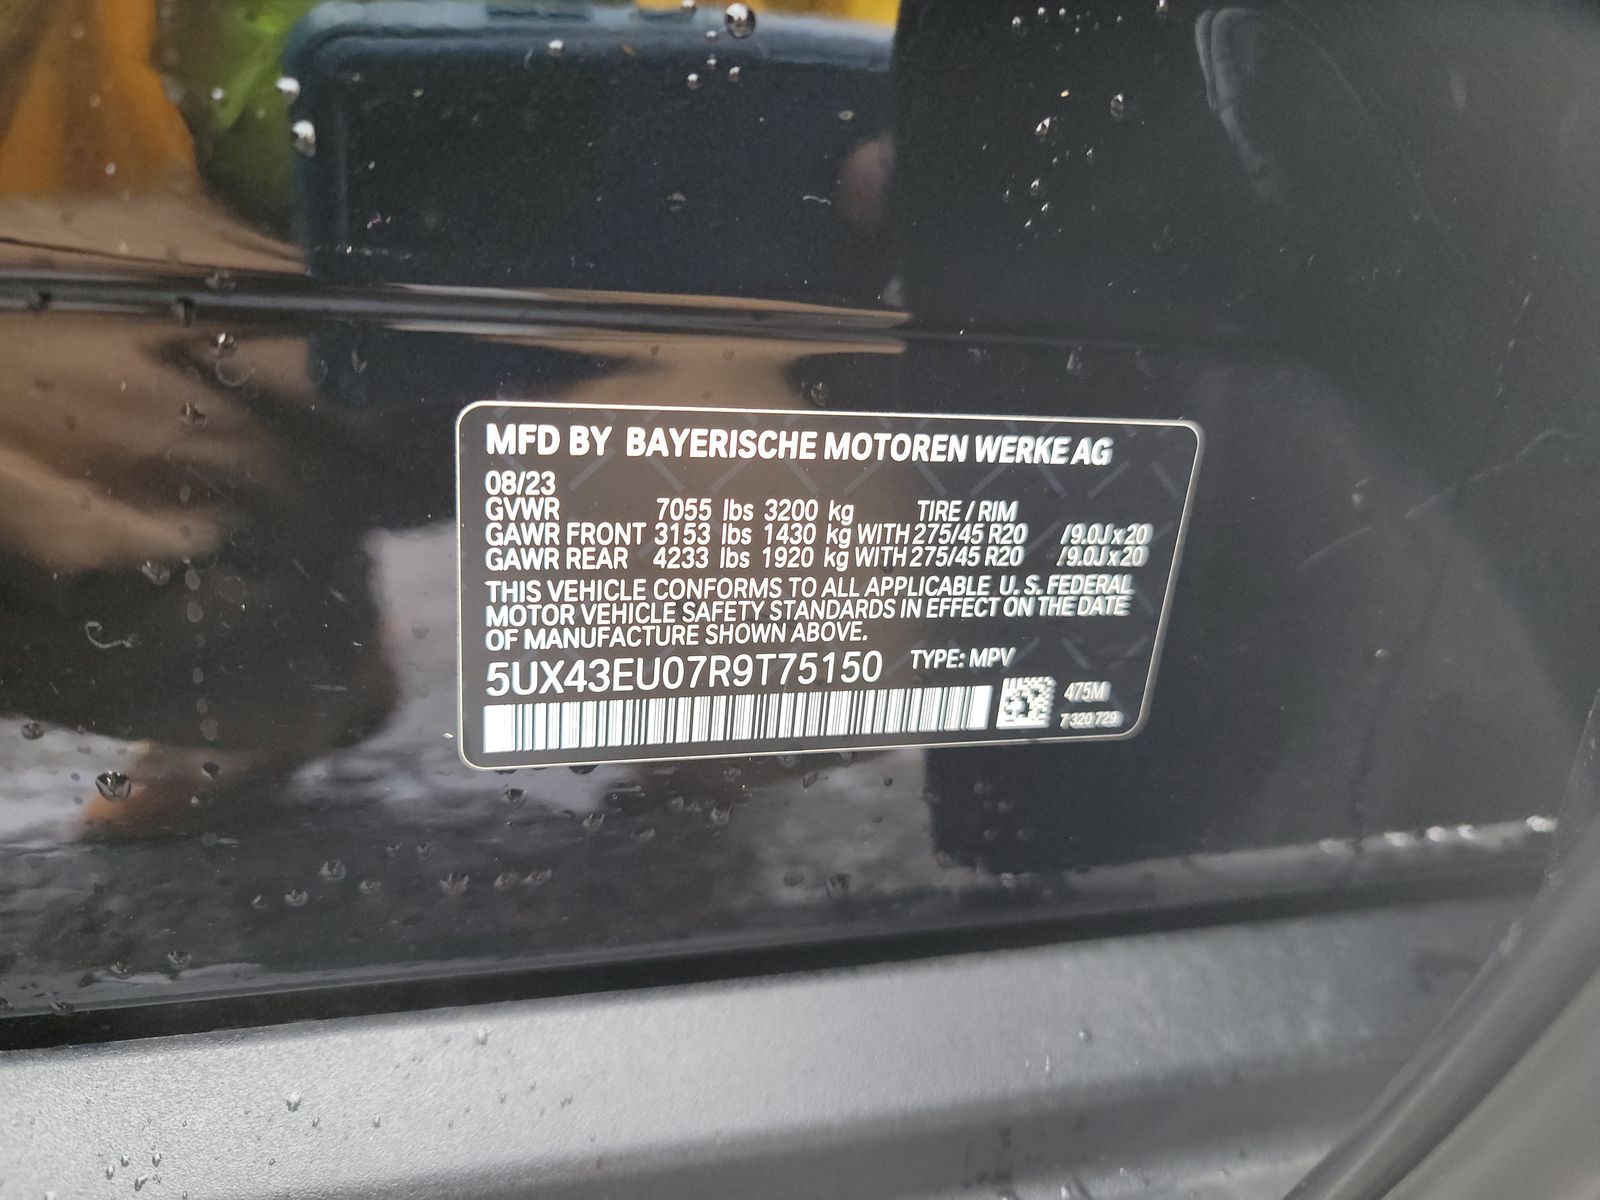 MFD BY BAYERISCHE MOTOREN WERKE AG
08/23
GVWR 7055 lbs 3200 kg TIRE / RIM
GAWR FRONT 3153 lbs 1430 kg WITH 275/45 R20 /9.0J x 20
GAWR REAR 4233 lbs 1920 kg WITH 275/45 R20 /9.0J x 20
THIS VEHICLE CONFORMS TO ALL APPLICABLE U. S. FEDERAL
MOTOR VEHICLE SAFETY STANDARDS IN EFFECT ON THE DATE
OF MANUFACTURE SHOWN ABOVE.
5UX43EU07R9T75150 TYPE: MPV
475M
7 320 729